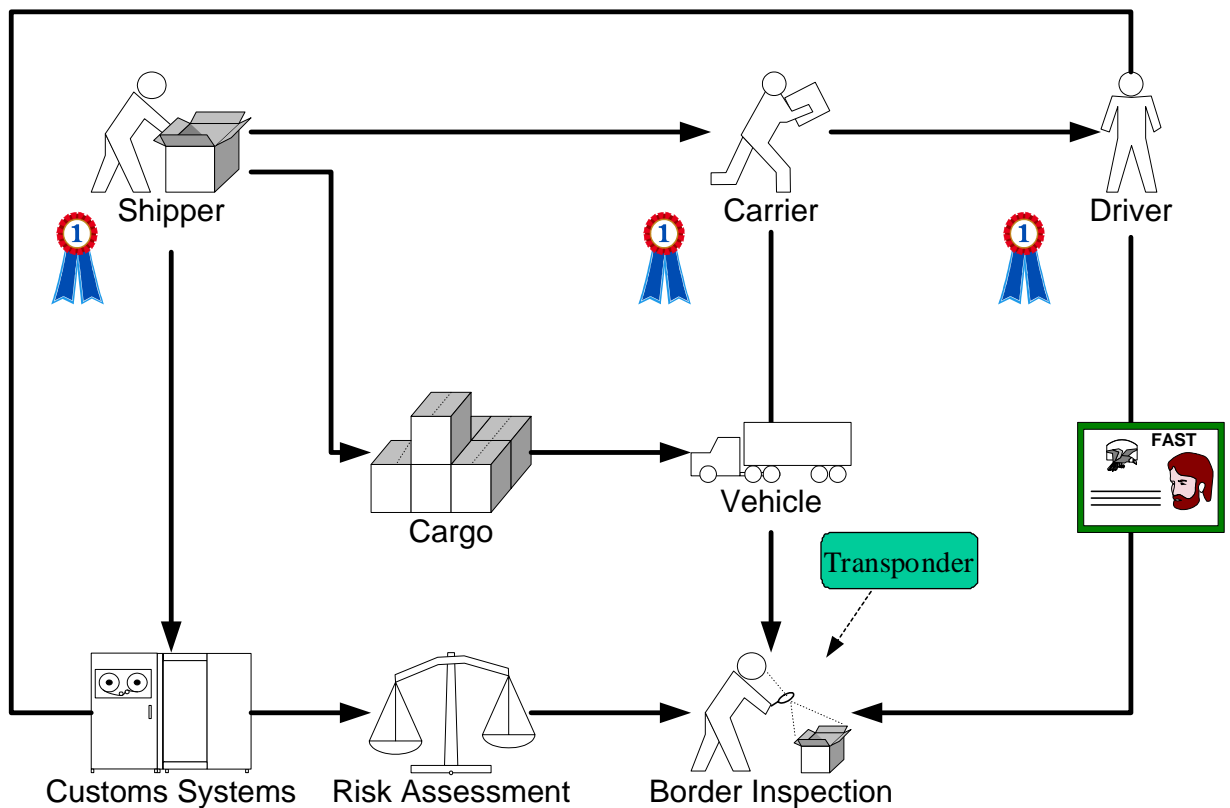 Shipper
Carrier
Driver
1
1
1
FAST
Cargo
Vehicle
Transponder
Customs Systems
Risk Assessment
Border Inspection